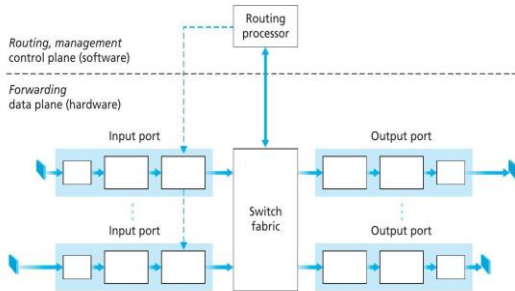 Routing
processor
Routing, management
control plane (software)
Forwarding
data plane (hardware)
Input port
Output port
Switch
fabric
Input port
Output port